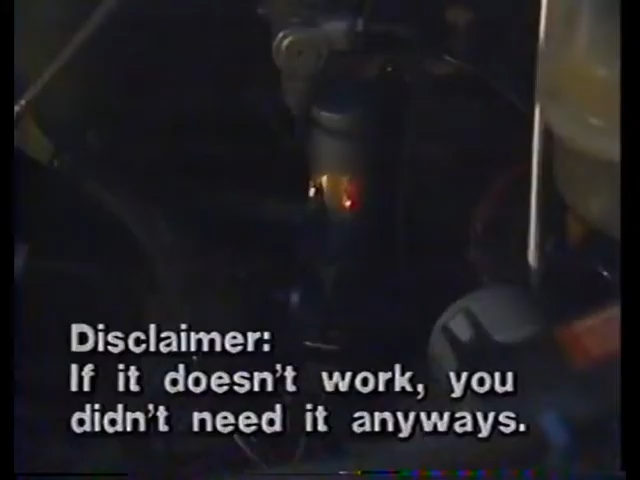 Disclaimer:
If it doesn't work, you
didn't need it anyways.